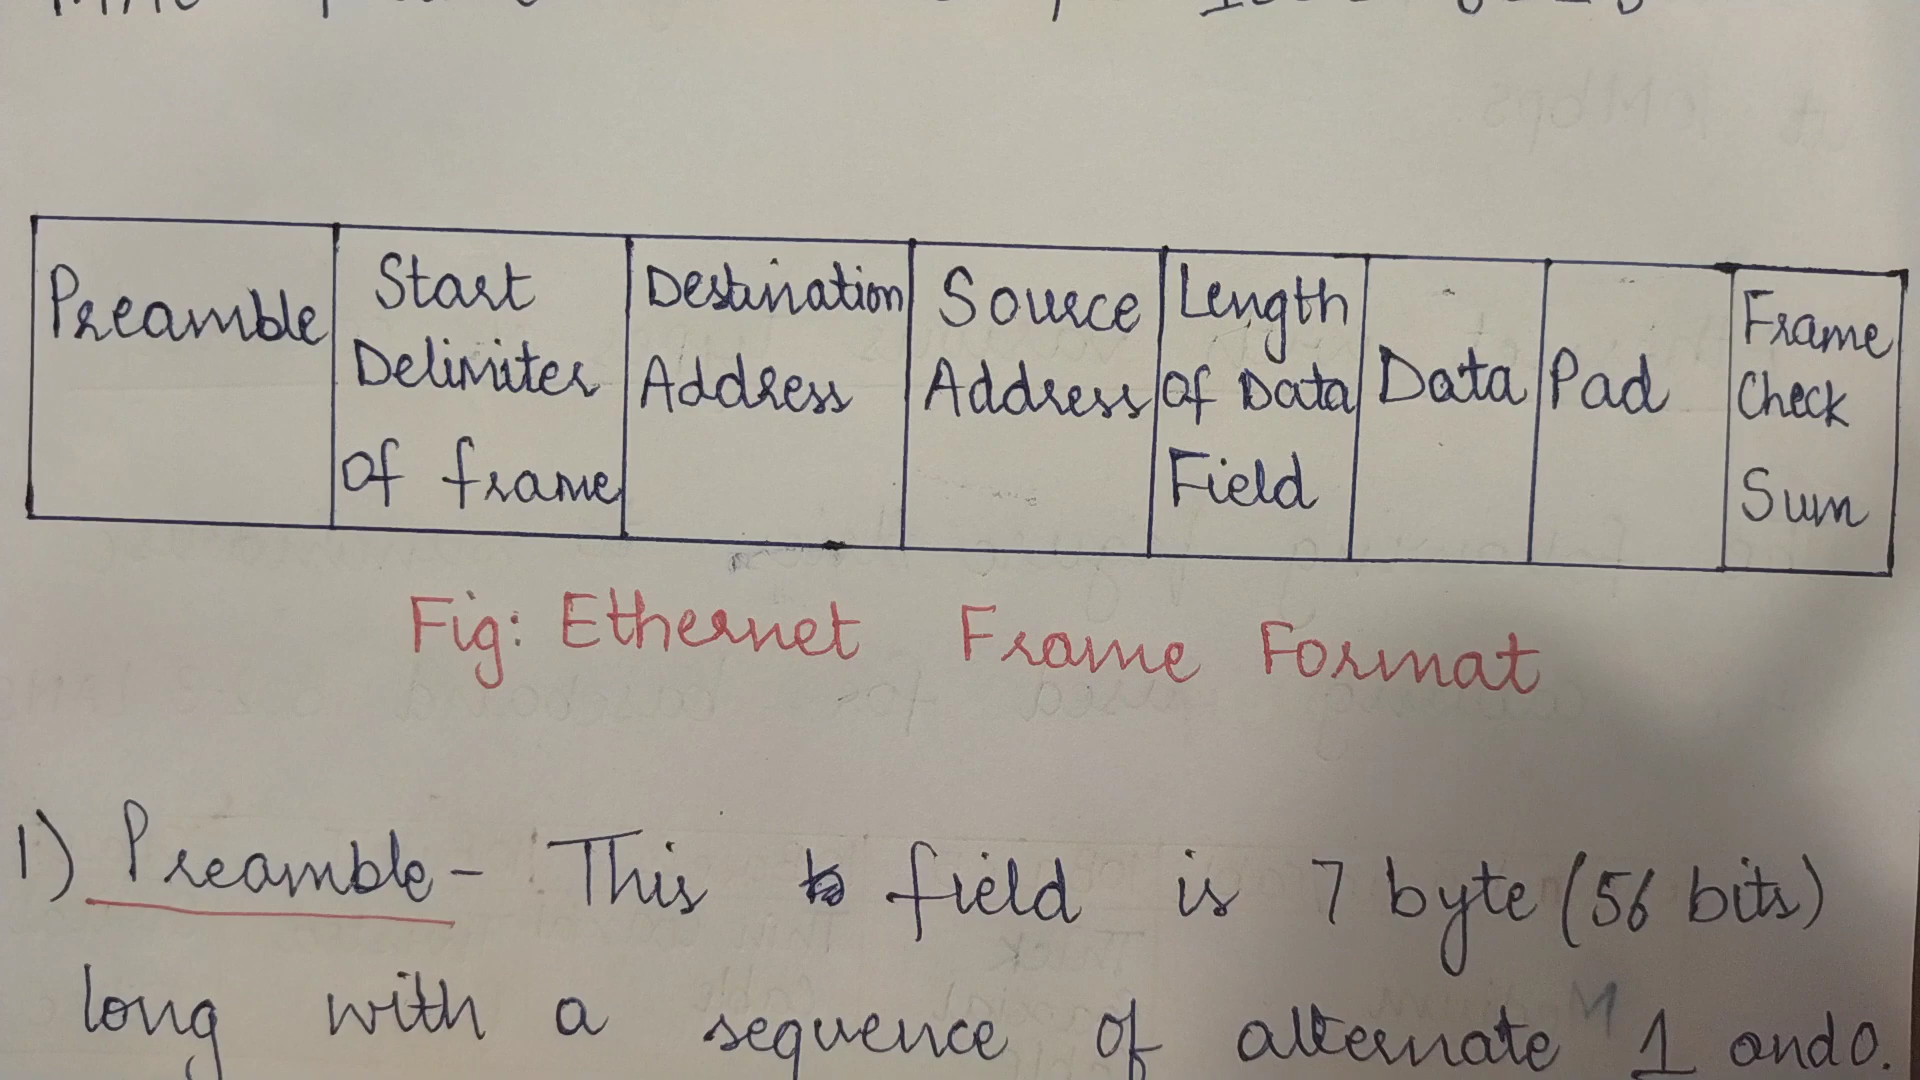 Preamble
Start
Delimiter
of frame
Destination
Address
Source
Address
Length
of Data
Field
Data
Pad
Frame
Check
Sum
Fig: Ethernet Frame Format
1) Preamble - This field is 7 byte (56 bits)
long with a sequence of alternate 1 and 0.